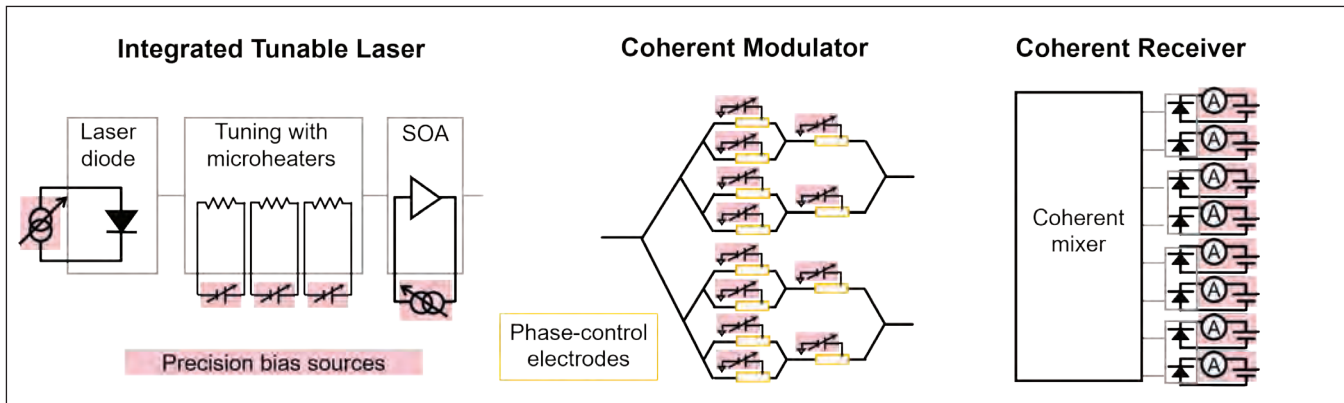 Integrated Tunable Laser
Laser
diode
Tuning with
microheaters
SOA
Precision bias sources
Coherent Modulator
Phase-control
electrodes
Coherent Receiver
Coherent
mixer
A
A
A
A
A
A
A
A